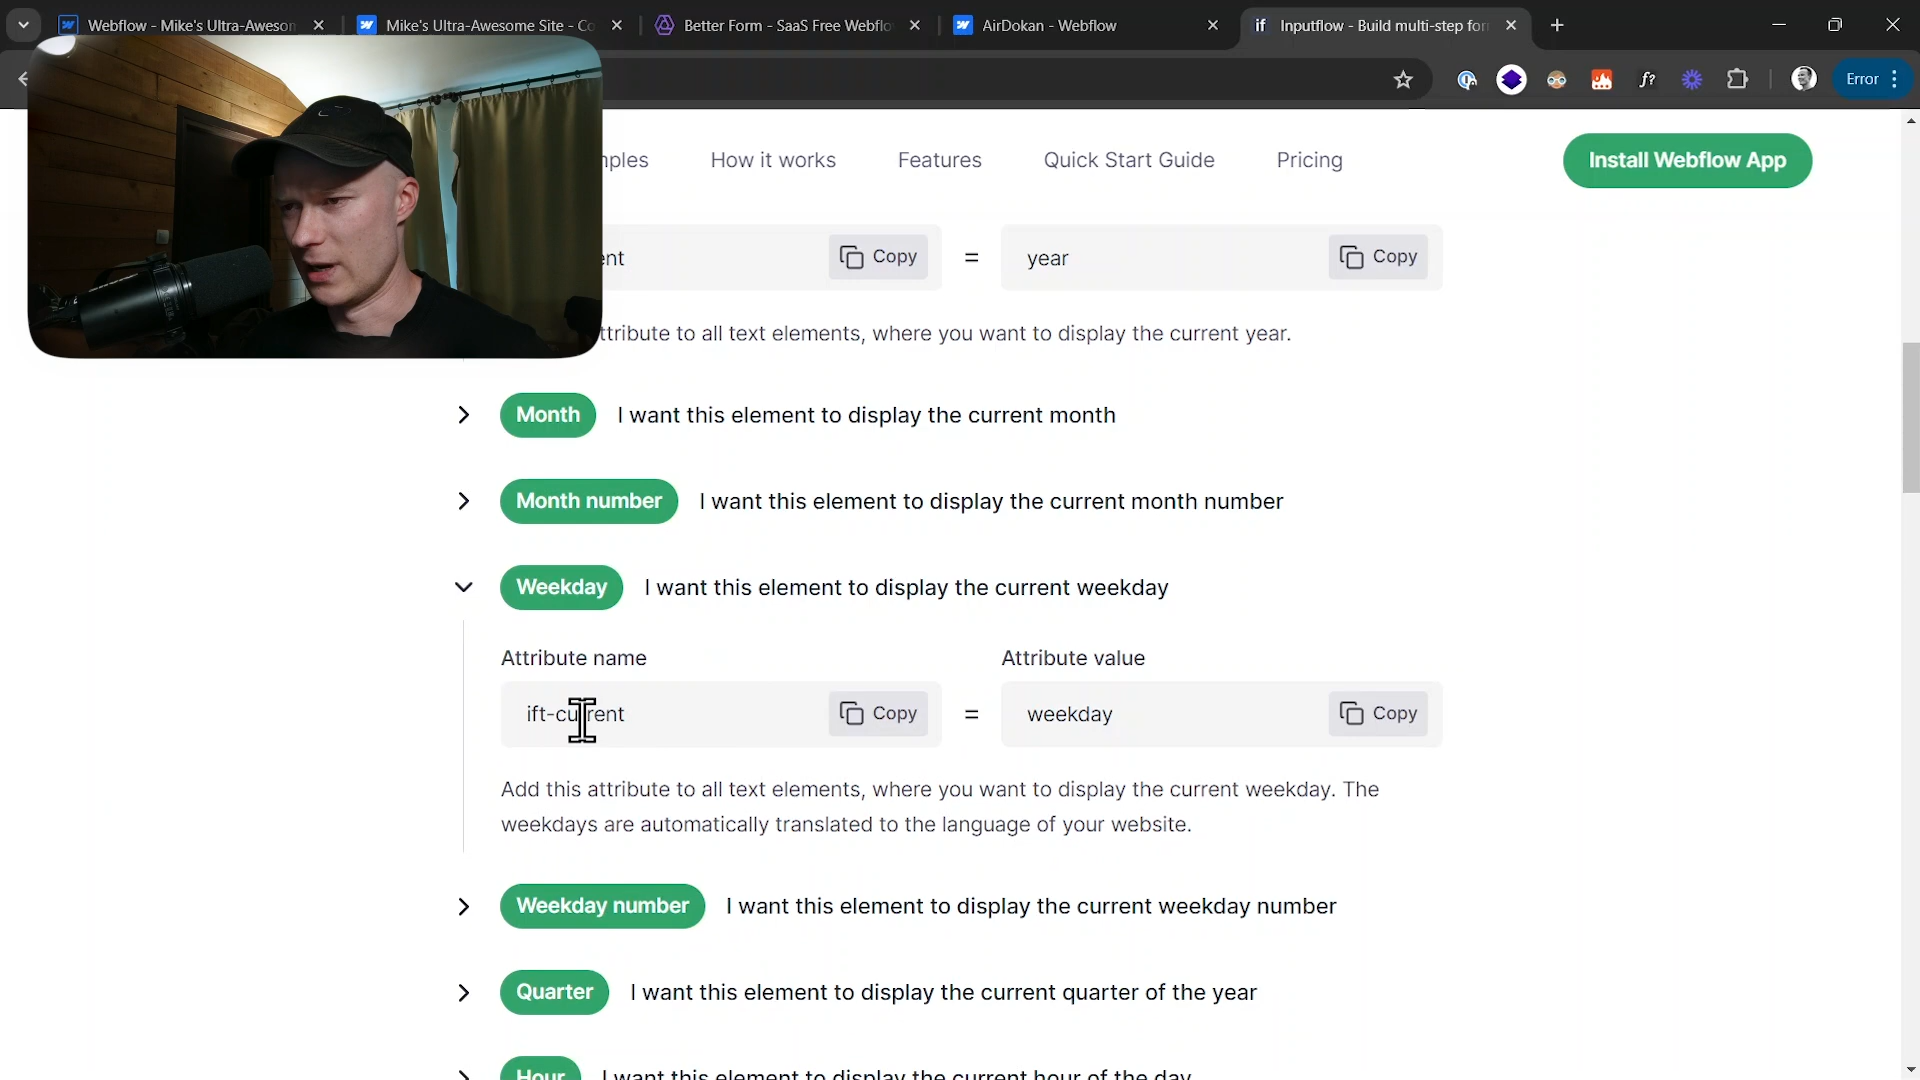 Webflow - Mike's Ultra-Aweson
Mike's Ultra-Awesome Site - Co
Better Form - SaaS Free Webflo
AirDokan - Webflow
if Inputflow - Build multi-step for
f?
Error
mples
How it works
Features
Quick Start Guide
Pricing
Install Webflow App
ent
Copy
=
year
Copy
ttribute to all text elements, where you want to display the current year.
Month I want this element to display the current month
Month number I want this element to display the current month number
Weekday I want this element to display the current weekday
Attribute name
Attribute value
ift-current
Copy
=
weekday
Copy
Add this attribute to all text elements, where you want to display the current weekday. The
weekdays are automatically translated to the language of your website.
Weekday number I want this element to display the current weekday number
Quarter I want this element to display the current quarter of the year
Hour I want this element to display the current hour of the day